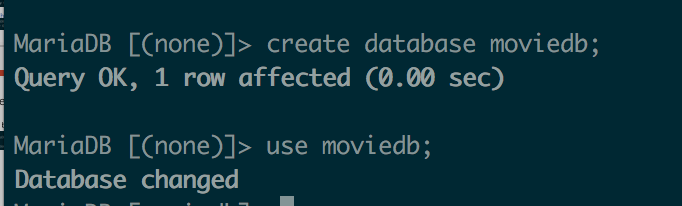 MariaDB [(none)]> create database moviedb;
Query OK, 1 row affected (0.00 sec)
MariaDB [(none)]> use moviedb;
Database changed